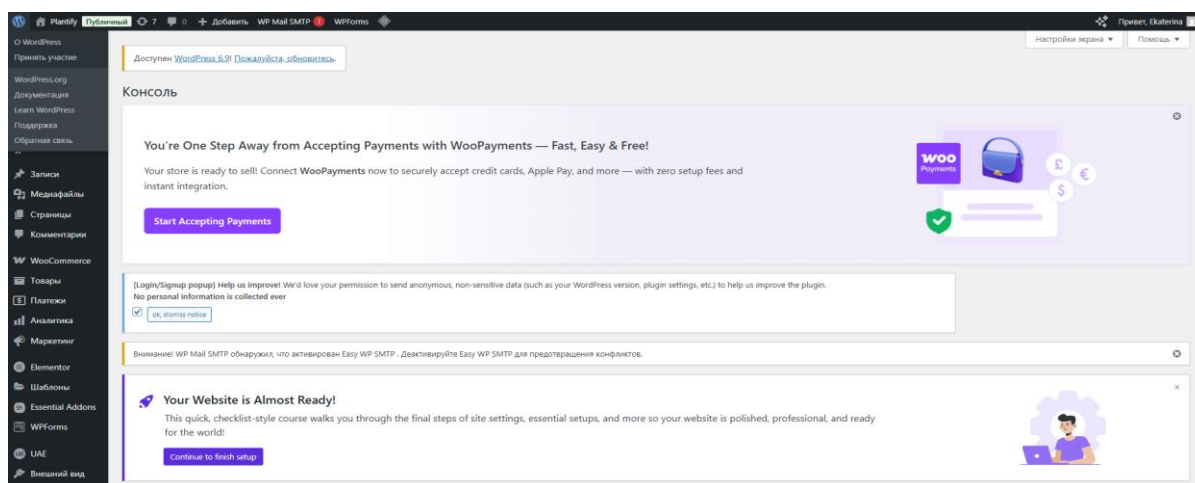 Plantify Публичный 7 0 + Добавить WP Mail SMTP ! WPForms Привет, Ekaterina
О WordPress
Принять участие
WordPress.org
Документация
Learn WordPress
Поддержка
Обратная связь
Записи
Медиафайлы
Страницы
Комментарии
WooCommerce
Товары
Платежи
Аналитика
Маркетинг
Elementor
Шаблоны
Essential Addons
WPForms
UAE
Внешний вид
Настройки экрана ▼ Помощь ▼
Доступен WordPress 6.9! Пожалуйста, обновитесь.
Консоль
You're One Step Away from Accepting Payments with WooPayments — Fast, Easy & Free!
Your store is ready to sell! Connect WooPayments now to securely accept credit cards, Apple Pay, and more — with zero setup fees and
instant integration.
Start Accepting Payments
WOO
Payments
£
€
$
[Login/Signup popup] Help us improve! We'd love your permission to send anonymous, non-sensitive data (such as your WordPress version, plugin settings, etc.) to help us improve the plugin.
No personal information is collected ever
ok, dismiss notice
Внимание! WP Mail SMTP обнаружил, что активирован Easy WP SMTP . Деактивируйте Easy WP SMTP для предотвращения конфликтов.
Your Website is Almost Ready!
This quick, checklist-style course walks you through the final steps of site settings, essential setups, and more so your website is polished, professional, and ready
for the world!
Continue to finish setup